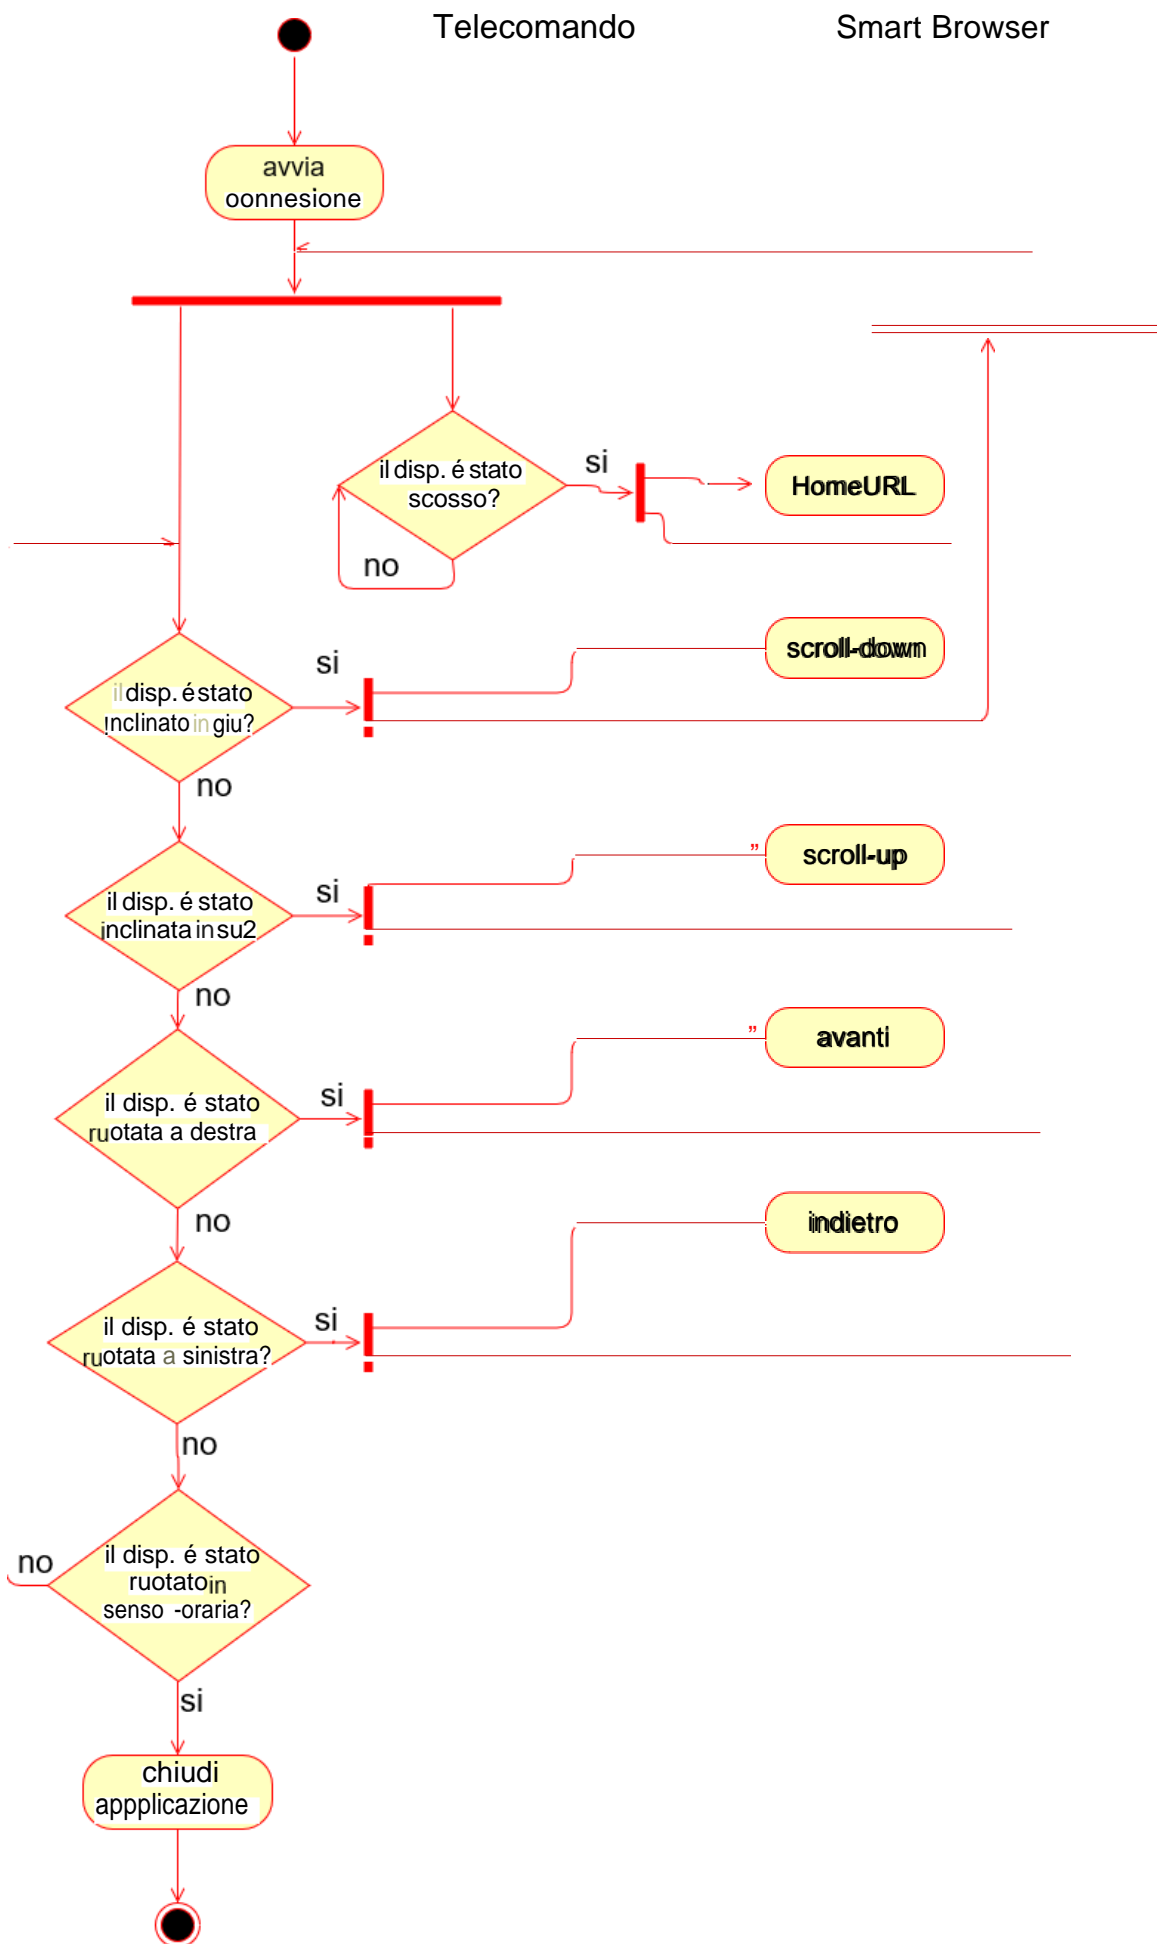 Telecomando
Smart Browser
avvia
oonnesione
il disp. é stato
scosso?
si
HomeURL
no
scroll-down
si
il disp. é stato
!nclinato in giu?
no
scroll-up
si
il disp. é stato
inclinata in su2
no
avanti
si
il disp. é stato
ruotata a destra
no
indietro
si
il disp. é stato
ruotata a sinistra?
no
no
il disp. é stato
ruotato in
senso -oraria?
si
chiudi
appplicazione